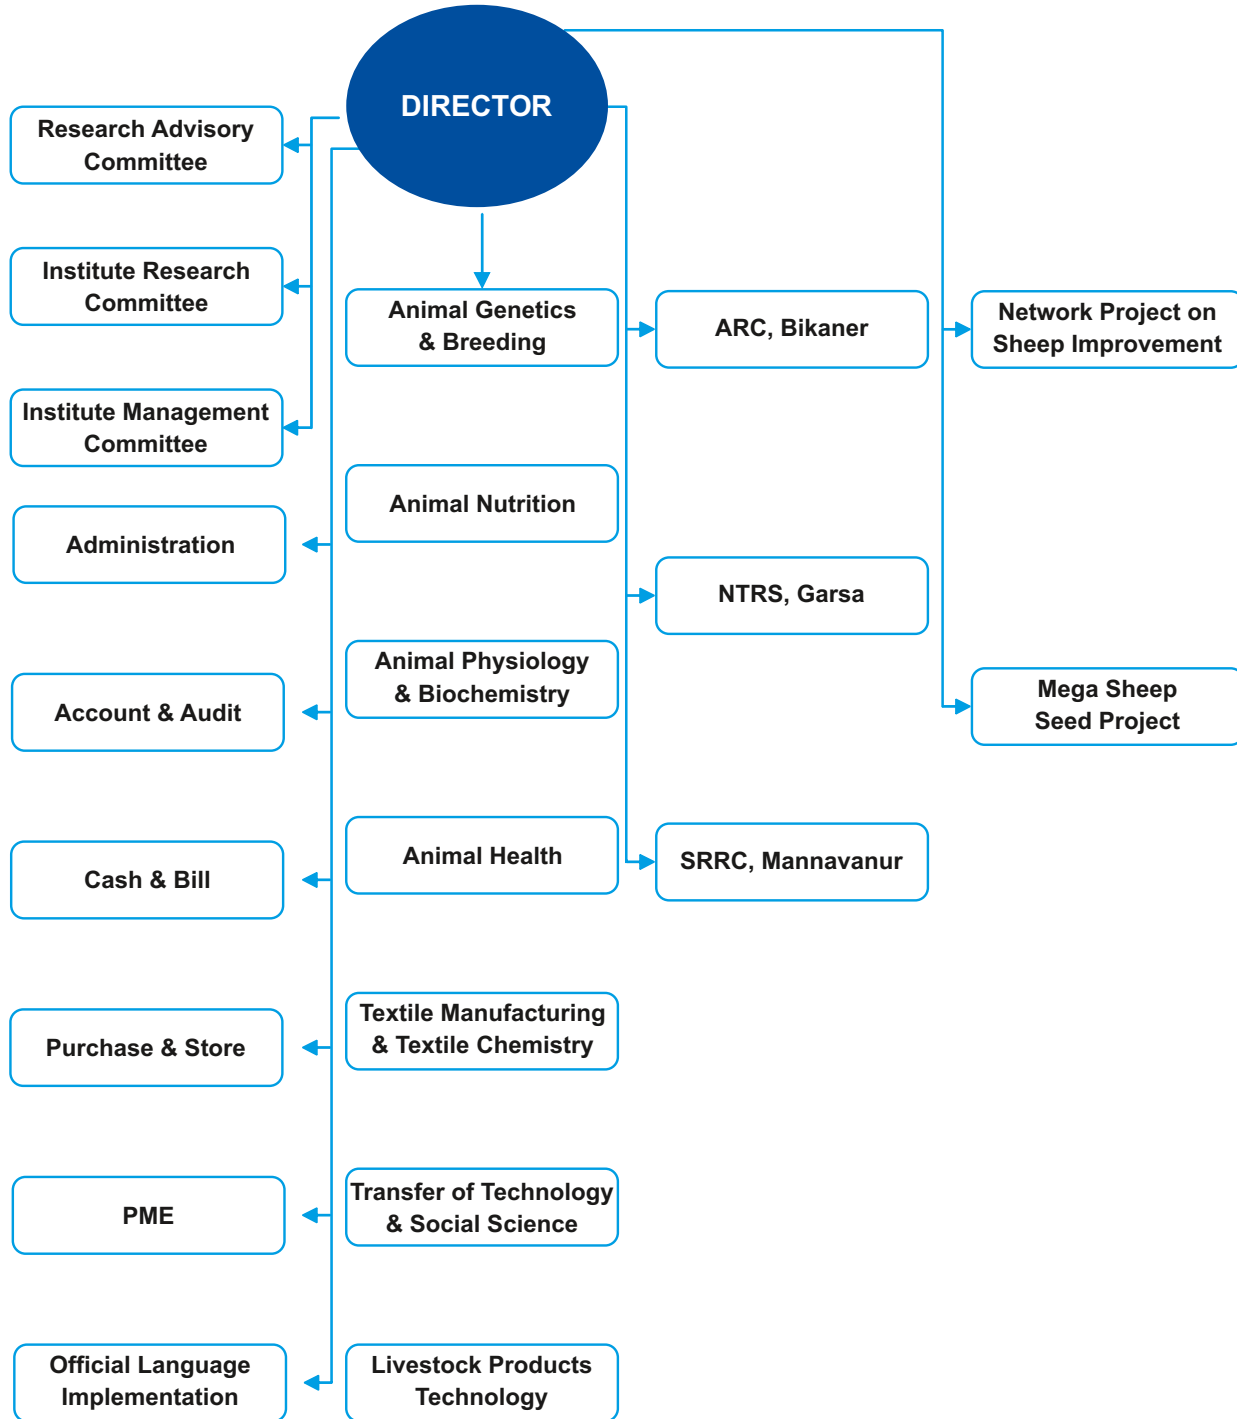 DIRECTOR
Research Advisory
Committee
Institute Research
Committee
Institute Management
Committee
Administration
Account & Audit
Cash & Bill
Purchase & Store
PME
Official Language
Implementation
Animal Genetics
& Breeding
Animal Nutrition
Animal Physiology
& Biochemistry
Animal Health
Textile Manufacturing
& Textile Chemistry
Transfer of Technology
& Social Science
Livestock Products
Technology
ARC, Bikaner
NTRS, Garsa
SRRC, Mannavanur
Network Project on
Sheep Improvement
Mega Sheep
Seed Project